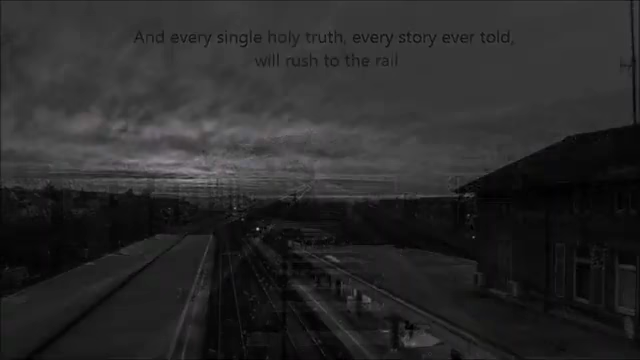 And every single holy truth, every story ever told,
will rush to the rail